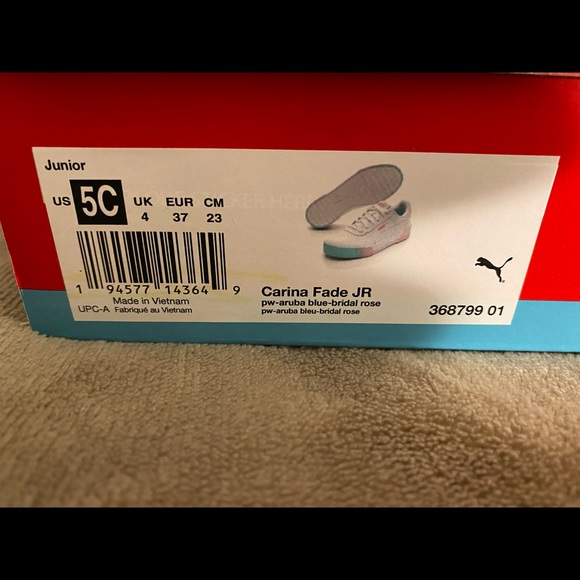 Junior
US 5C UK EUR CM
4 37 23
1 94577 14364 9
Made in Vietnam
UPC-A Fabriqué au Vietnam
Carina Fade JR
pw-aruba blue-bridal rose
pw-aruba bleu-bridal rose
368799 01